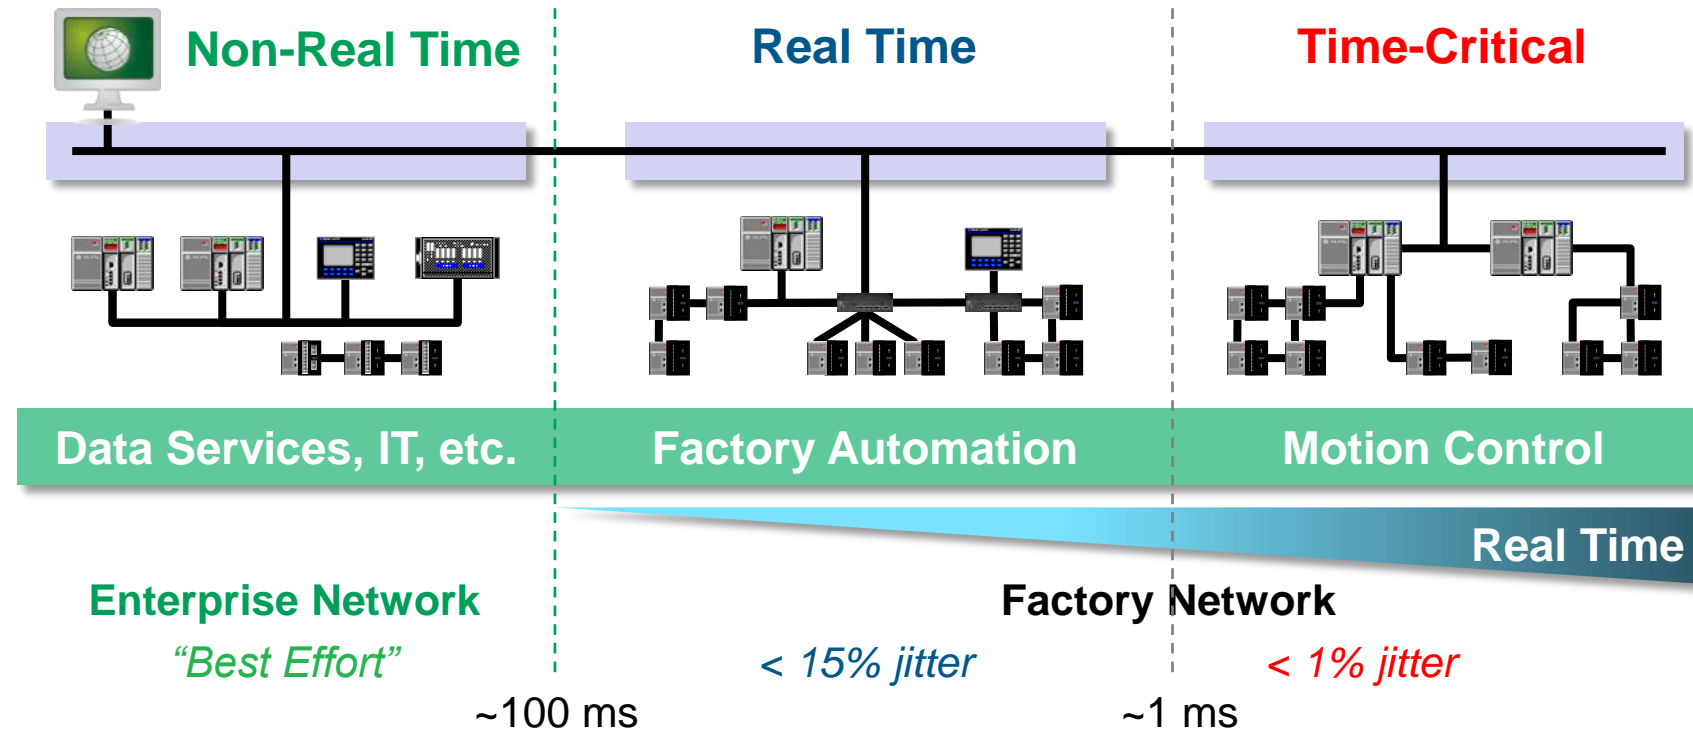 Non-Real Time
Real Time
Time-Critical
Data Services, IT, etc.
Factory Automation
Motion Control
Real Time
Enterprise Network
Factory Network
“Best Effort”
< 15% jitter
< 1% jitter
~100 ms
~1 ms